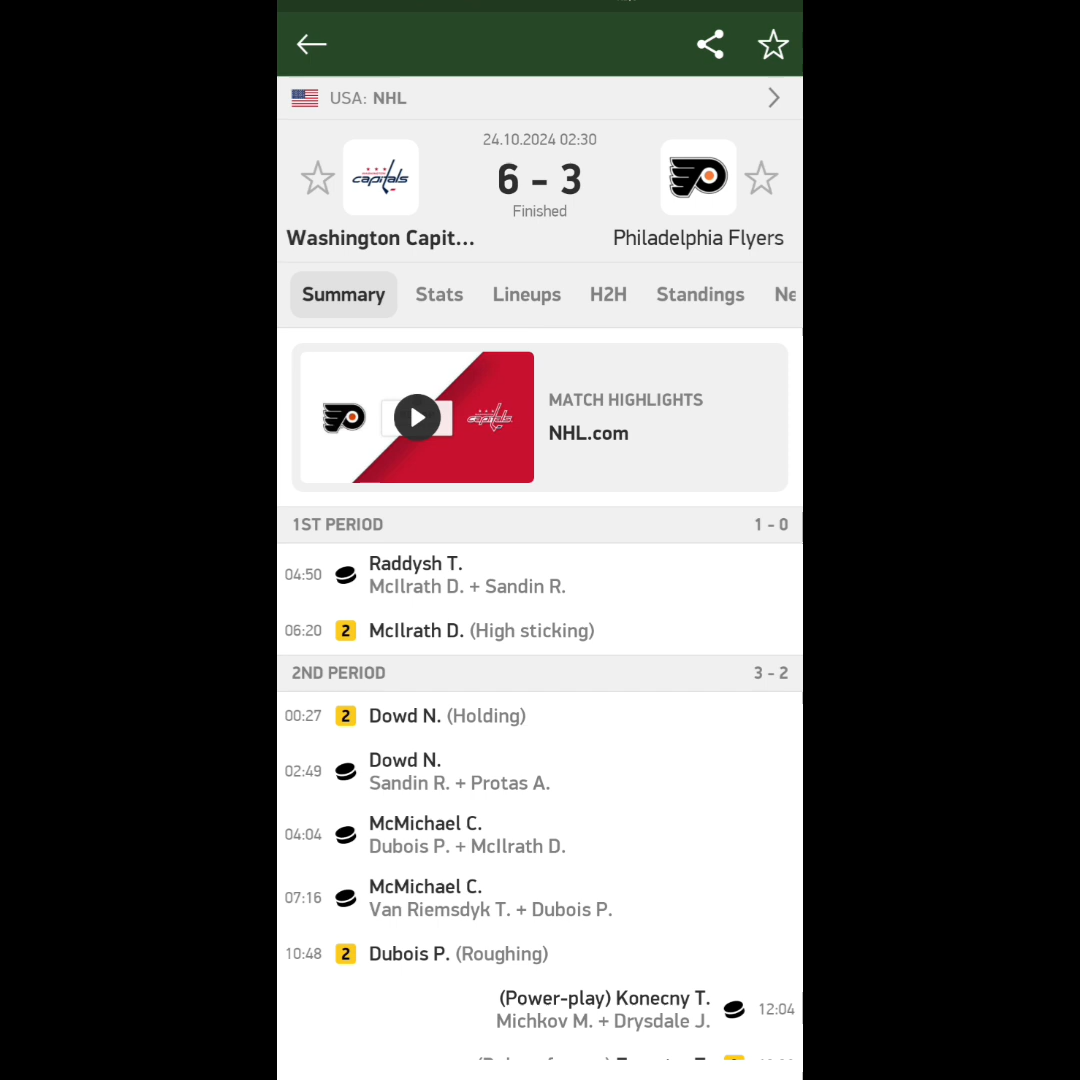 USA: NHL
24.10.2024 02:30
capitals
6 - 3
Finished
Washington Capit...
Philadelphia Flyers
Summary Stats Lineups H2H Standings Ne
capitals
MATCH HIGHLIGHTS
NHL.com
1ST PERIOD 1 - 0
04:50 Raddysh T.
McIlrath D. + Sandin R.
06:20 2 McIlrath D. (High sticking)
2ND PERIOD 3 - 2
00:27 2 Dowd N. (Holding)
02:49 Dowd N.
Sandin R. + Protas A.
04:04 McMichael C.
Dubois P. + McIlrath D.
07:16 McMichael C.
Van Riemsdyk T. + Dubois P.
10:48 2 Dubois P. (Roughing)
(Power-play) Konecny T. 12:04
Michkov M. + Drysdale J.